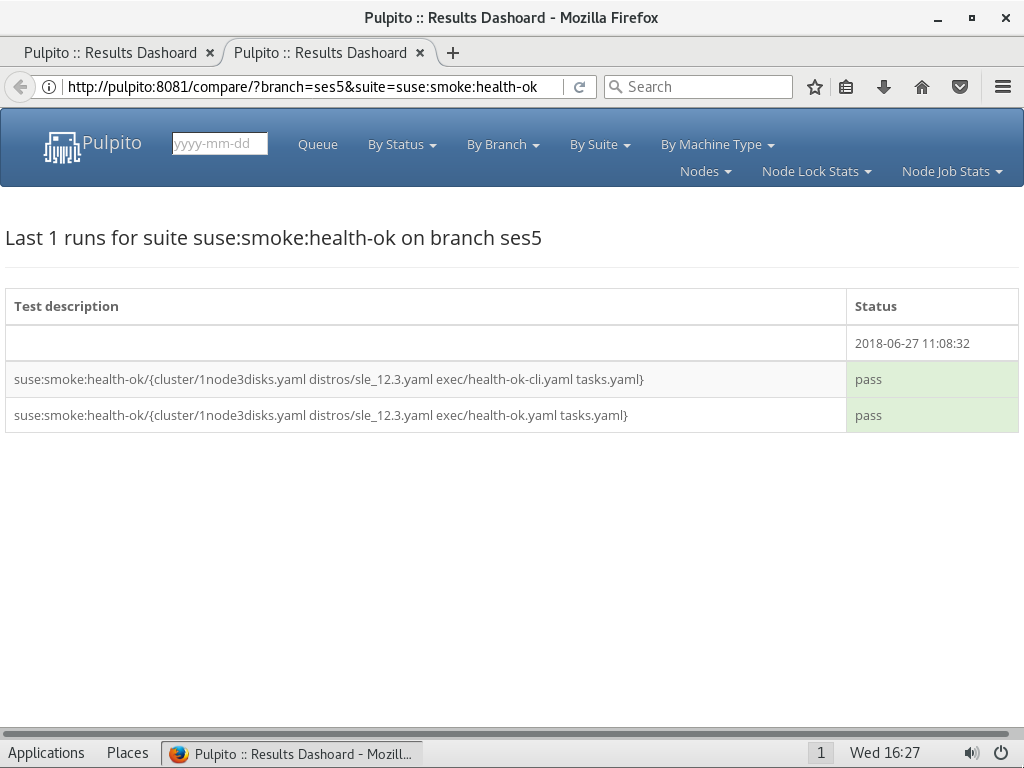 Pulpito :: Results Dashoard - Mozilla Firefox
Pulpito :: Results Dashoard
Pulpito :: Results Dashoard
http://pulpito:8081/compare/?branch=ses5&suite=suse:smoke:health-ok
Search
Pulpito
yyyy-mm-dd
Queue
By Status
By Branch
By Suite
By Machine Type
Nodes
Node Lock Stats
Node Job Stats
Last 1 runs for suite suse:smoke:health-ok on branch ses5
Test description Status
2018-06-27 11:08:32
suse:smoke:health-ok/{cluster/1node3disks.yaml distros/sle_12.3.yaml exec/health-ok-cli.yaml tasks.yaml} pass
suse:smoke:health-ok/{cluster/1node3disks.yaml distros/sle_12.3.yaml exec/health-ok.yaml tasks.yaml} pass
Applications Places Pulpito :: Results Dashoard - Mozill... 1 Wed 16:27